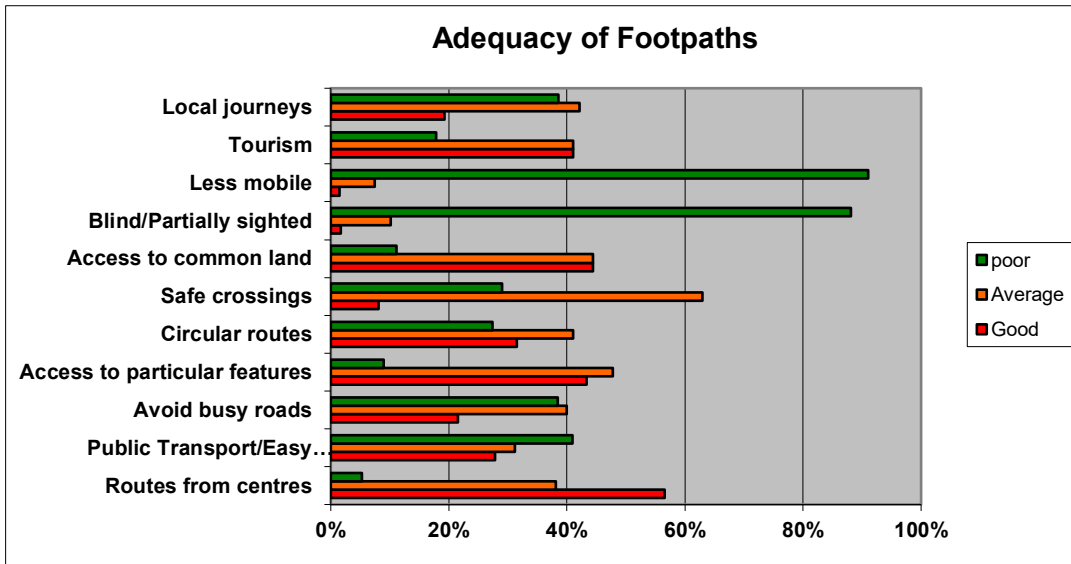 Adequacy of Footpaths
Local journeys
Tourism
Less mobile
Blind/Partially sighted
Access to common land
Safe crossings
Circular routes
Access to particular features
Avoid busy roads
Public Transport/Easy...
Routes from centres
0% 20% 40% 60% 80% 100%
poor
Average
Good